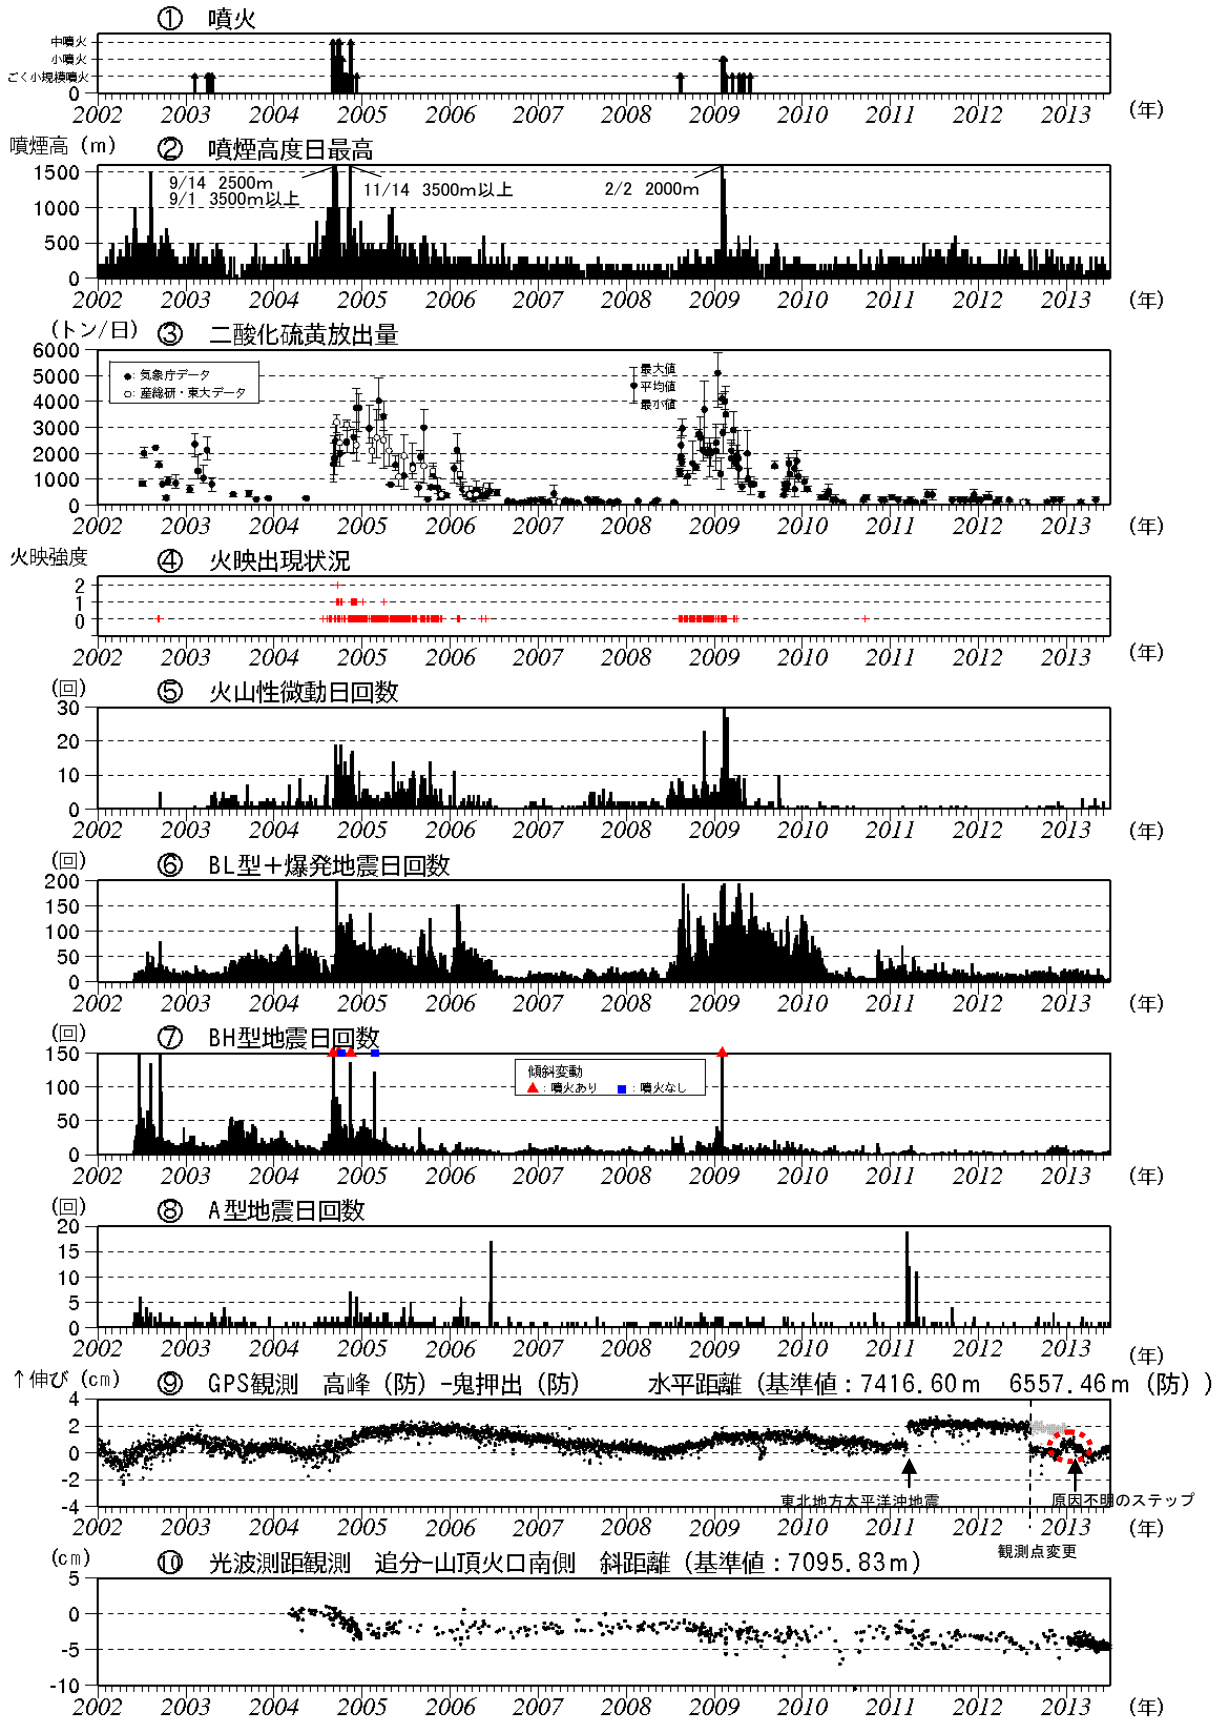 ① 噴火
中噴火
小噴火
ごく小規模噴火
0
2002 2003 2004 2005 2006 2007 2008 2009 2010 2011 2012 2013 (年)
噴煙高(m) ② 噴煙高度日最高
1500
1000
500
0
9/14 2500m
9/1 3500m以上
11/14 3500m以上
2/2 2000m
2002 2003 2004 2005 2006 2007 2008 2009 2010 2011 2012 2013 (年)
(トン/日) ③ 二酸化硫黄放出量
6000
5000
4000
3000
2000
1000
0
●: 気象庁データ
○: 産総研・東大データ
最大値
平均値
最小値
2002 2003 2004 2005 2006 2007 2008 2009 2010 2011 2012 2013 (年)
火映強度 ④ 火映出現状況
2
1
0
2002 2003 2004 2005 2006 2007 2008 2009 2010 2011 2012 2013 (年)
(回) ⑤ 火山性微動日回数
30
20
10
0
2002 2003 2004 2005 2006 2007 2008 2009 2010 2011 2012 2013 (年)
(回) ⑥ BL型+爆発地震日回数
200
150
100
50
0
2002 2003 2004 2005 2006 2007 2008 2009 2010 2011 2012 2013 (年)
(回) ⑦ BH型地震日回数
150
100
50
0
傾斜変動
▲: 噴火あり ■: 噴火なし
2002 2003 2004 2005 2006 2007 2008 2009 2010 2011 2012 2013 (年)
(回) ⑧ A型地震日回数
20
15
10
5
0
2002 2003 2004 2005 2006 2007 2008 2009 2010 2011 2012 2013 (年)
↑伸び(cm) ⑨ GPS観測 高峰(防)-鬼押出(防) 水平距離(基準値:7416.60m 6557.46m(防))
4
2
0
-2
-4
東北地方太平洋沖地震
原因不明のステップ
2002 2003 2004 2005 2006 2007 2008 2009 2010 2011 2012 2013 (年)
観測点変更
(cm) ⑩ 光波測距観測 追分-山頂火口南側 斜距離(基準値:7095.83m)
5
0
-5
-10
2002 2003 2004 2005 2006 2007 2008 2009 2010 2011 2012 2013 (年)